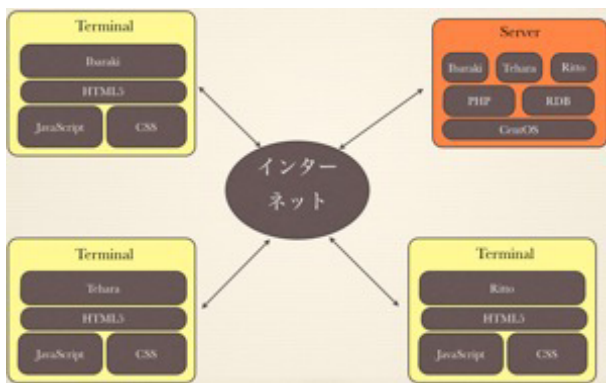 Terminal
Ibaraki
HTML5
JavaScript CSS
Server
Ibaraki Tehara Ritto
PHP RDB
CentOS
インター
ネット
Terminal
Tehara
HTML5
JavaScript CSS
Terminal
Ritto
HTML5
JavaScript CSS